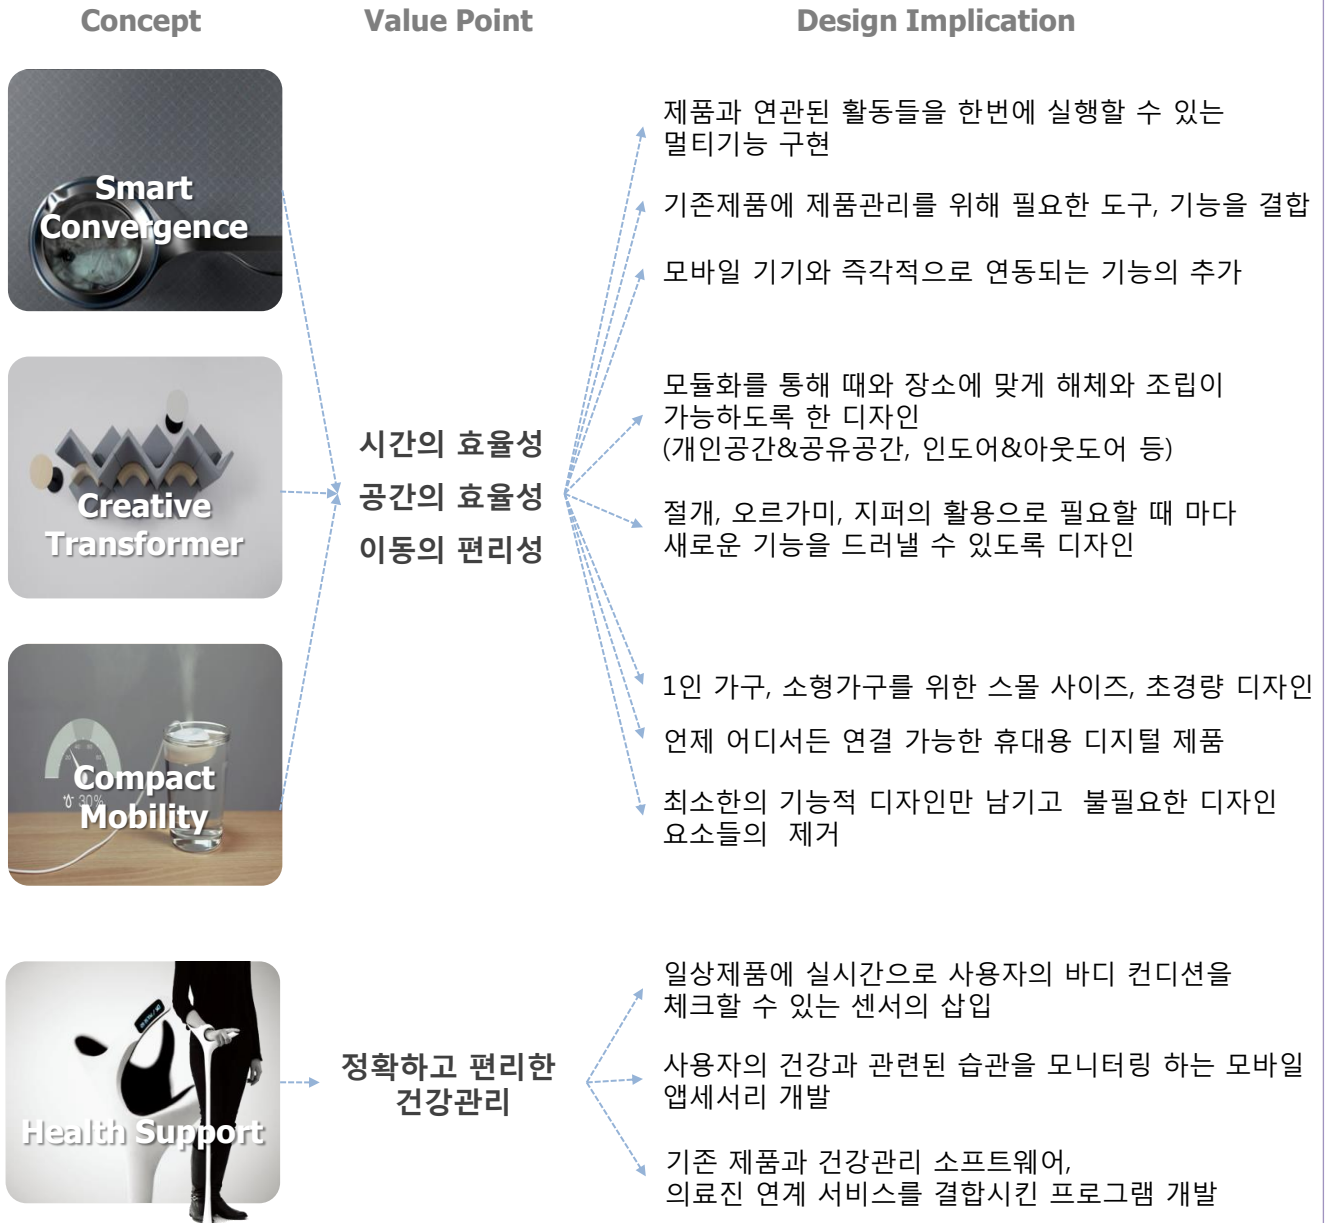 Concept
Value Point
Design Implication
Smart
Convergence
Creative
Transformer
Compact
Mobility
30%
시간의 효율성
공간의 효율성
이동의 편리성
제품과 연관된 활동들을 한번에 실행할 수 있는
멀티기능 구현
기존제품에 제품관리를 위해 필요한 도구, 기능을 결합
모바일 기기와 즉각적으로 연동되는 기능의 추가
모듈화를 통해 때와 장소에 맞게 해체와 조립이
가능하도록 한 디자인
(개인공간&공유공간, 인도어&아웃도어 등)
절개, 오르가미, 지퍼의 활용으로 필요할 때 마다
새로운 기능을 드러낼 수 있도록 디자인
1인 가구, 소형가구를 위한 스몰 사이즈, 초경량 디자인
언제 어디서든 연결 가능한 휴대용 디지털 제품
최소한의 기능적 디자인만 남기고 불필요한 디자인
요소들의 제거
Health Support
정확하고 편리한
건강관리
일상제품에 실시간으로 사용자의 바디 컨디션을
체크할 수 있는 센서의 삽입
사용자의 건강과 관련된 습관을 모니터링 하는 모바일
앱세서리 개발
기존 제품과 건강관리 소프트웨어,
의료진 연계 서비스를 결합시킨 프로그램 개발